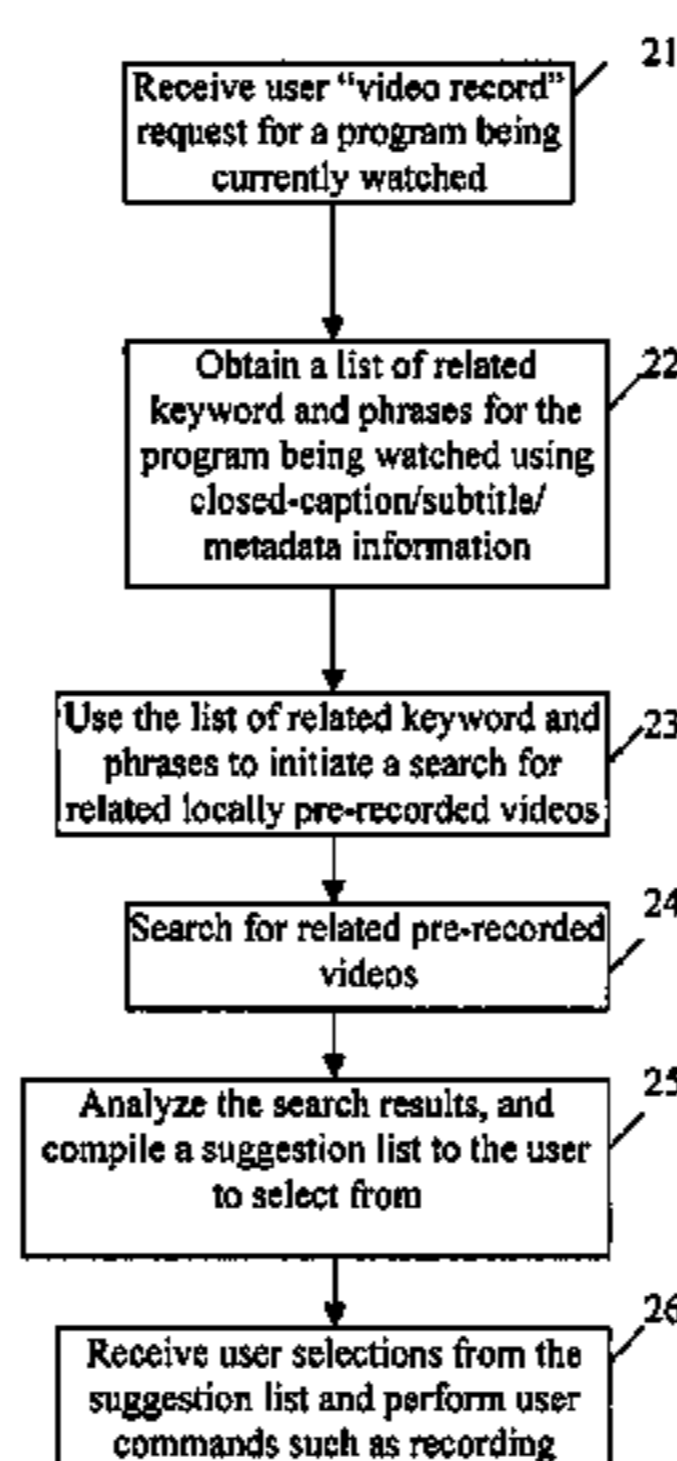 21
Receive user “video record”
request for a program being
currently watched
22
Obtain a list of related
keyword and phrases for the
program being watched using
closed-caption/subtitle/
metadata information
23
Use the list of related keyword and
phrases to initiate a search for
related locally pre-recorded videos
24
Search for related pre-recorded
videos
25
Analyze the search results, and
compile a suggestion list to the user
to select from
26
Receive user selections from the
suggestion list and perform user
commands such as recording